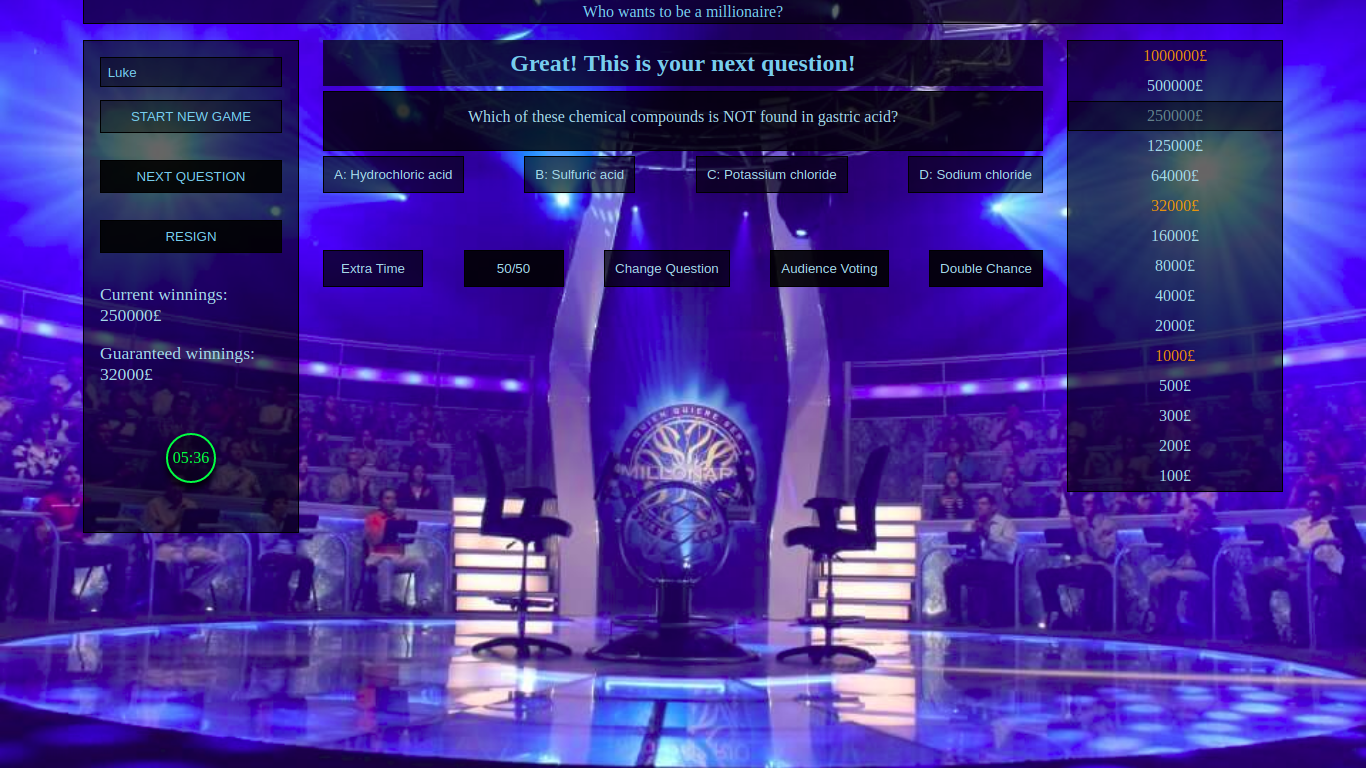 Who wants to be a millionaire?
Luke
START NEW GAME
NEXT QUESTION
RESIGN
Current winnings:
250000£
Guaranteed winnings:
32000£
05:36
Great! This is your next question!
Which of these chemical compounds is NOT found in gastric acid?
A: Hydrochloric acid
B: Sulfuric acid
C: Potassium chloride
D: Sodium chloride
Extra Time
50/50
Change Question
Audience Voting
Double Chance
1000000£
500000£
250000£
125000£
64000£
32000£
16000£
8000£
4000£
2000£
1000£
500£
300£
200£
100£
QUIEN QUIERE SER
MILLONARIO